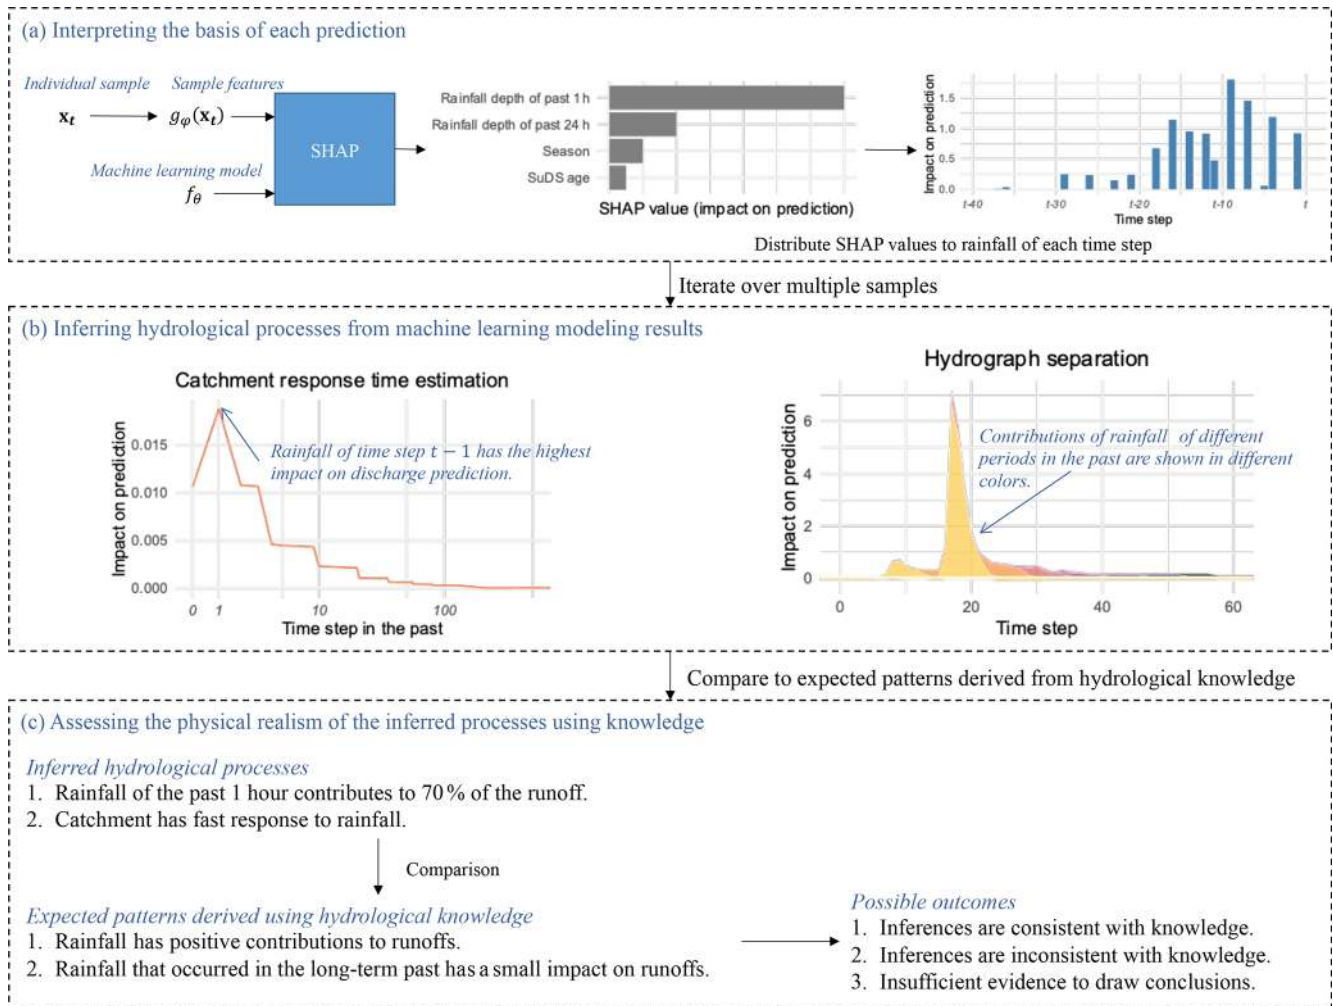 (a) Interpreting the basis of each prediction
Individual sample
Sample features
x_t
g_φ(x_t)
Machine learning model
f_θ
SHAP
Rainfall depth of past 1h
Rainfall depth of past 24 h
Season
SuDS age
SHAP value (impact on prediction)
Impact on prediction
1.5
1.0
0.5
0.0
t-40
t-30
t-20
t-10
t
Time step
Distribute SHAP values to rainfall of each time step
Iterate over multiple samples
(b) Inferring hydrological processes from machine learning modeling results
Catchment response time estimation
Impact on prediction
0.015
0.010
0.005
0.000
Rainfall of time step t − 1 has the highest
impact on discharge prediction.
0
1
10
100
Time step in the past
Hydrograph separation
Impact on prediction
6
4
2
0
Contributions of rainfall of different
periods in the past are shown in different
colors.
0
20
40
60
Time step
Compare to expected patterns derived from hydrological knowledge
(c) Assessing the physical realism of the inferred processes using knowledge
Inferred hydrological processes
1. Rainfall of the past 1 hour contributes to 70 % of the runoff.
2. Catchment has fast response to rainfall.
Comparison
Expected patterns derived using hydrological knowledge
1. Rainfall has positive contributions to runoffs.
2. Rainfall that occurred in the long-term past has a small impact on runoffs.
Possible outcomes
1. Inferences are consistent with knowledge.
2. Inferences are inconsistent with knowledge.
3. Insufficient evidence to draw conclusions.